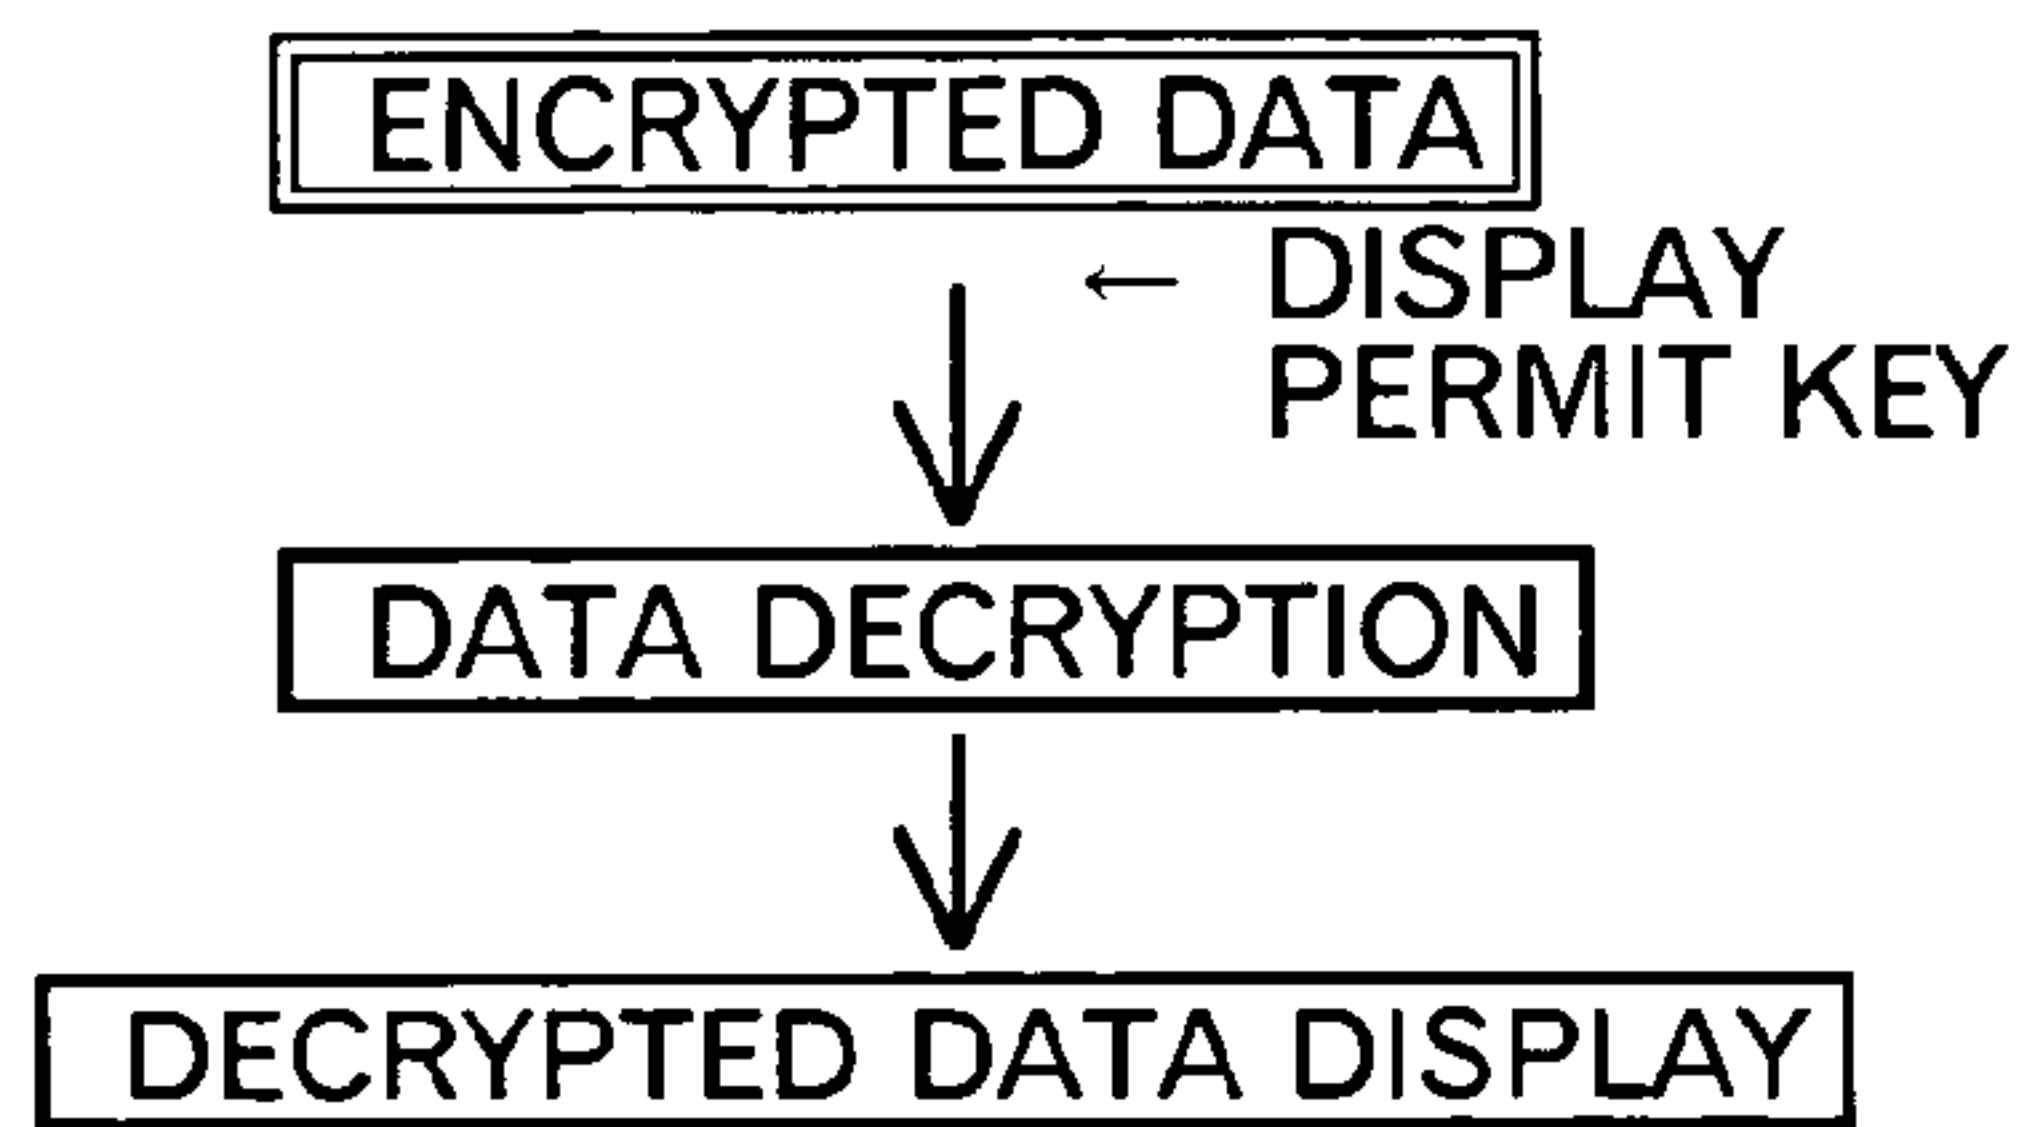 ENCRYPTED DATA
← DISPLAY
PERMIT KEY
DATA DECRYPTION
DECRYPTED DATA DISPLAY